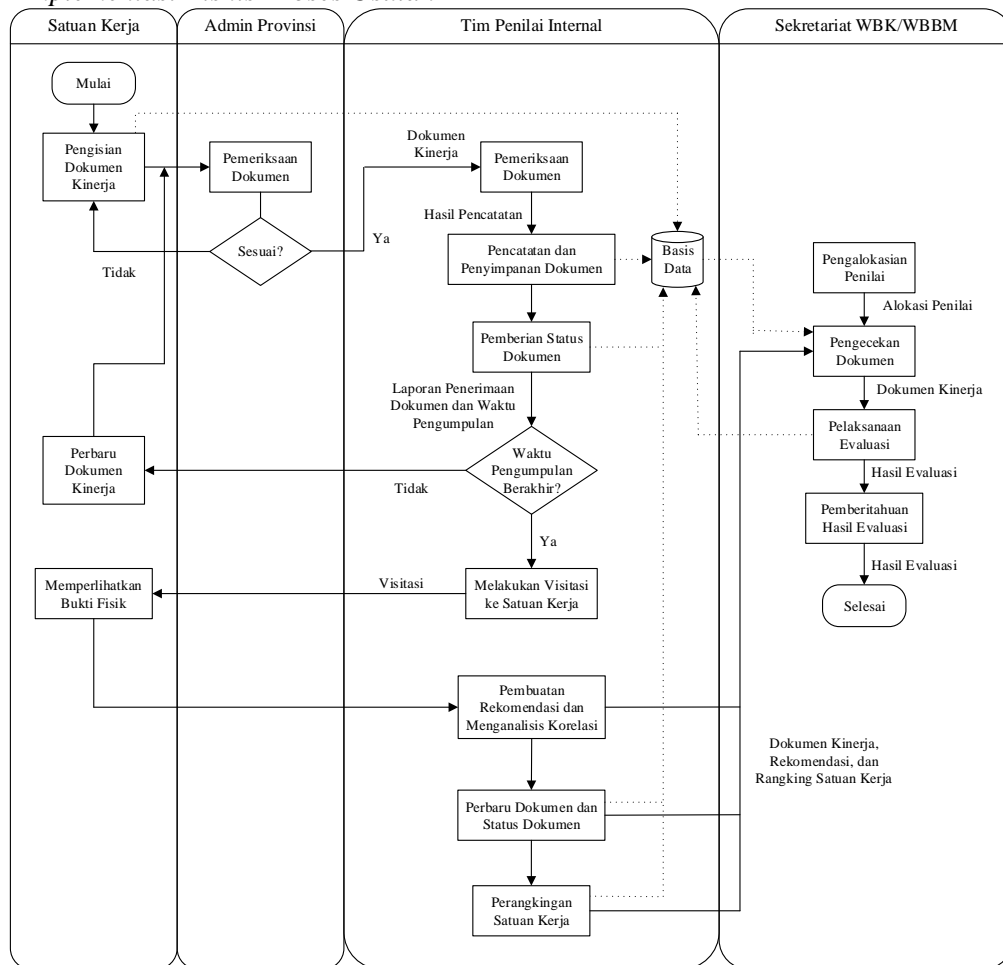 Satuan Kerja
Admin Provinsi
Tim Penilai Internal
Sekretariat WBK/WBBM
Mulai
Pengisian
Dokumen
Kinerja
Pemeriksaan
Dokumen
Sesuai?
Tidak
Ya
Dokumen
Kinerja
Pemeriksaan
Dokumen
Hasil Pencatatan
Pencatatan dan
Penyimpanan Dokumen
Basis
Data
Pengalokasian
Penilai
Alokasi Penilai
Pemberian Status
Dokumen
Pengecekan
Dokumen
Laporan Penerimaan
Dokumen dan Waktu
Pengumpulan
Dokumen Kinerja
Perbaru
Dokumen
Kinerja
Tidak
Waktu
Pengumpulan
Berakhir?
Pelaksanaan
Evaluasi
Hasil Evaluasi
Pemberitahuan
Hasil Evaluasi
Ya
Hasil Evaluasi
Memperlihatkan
Bukti Fisik
Visitasi
Melakukan Visitasi
ke Satuan Kerja
Selesai
Pembuatan
Rekomendasi dan
Menganalisis Korelasi
Dokumen Kinerja,
Rekomendasi, dan
Rangking Satuan Kerja
Perbaru Dokumen dan
Status Dokumen
Perangkingan
Satuan Kerja